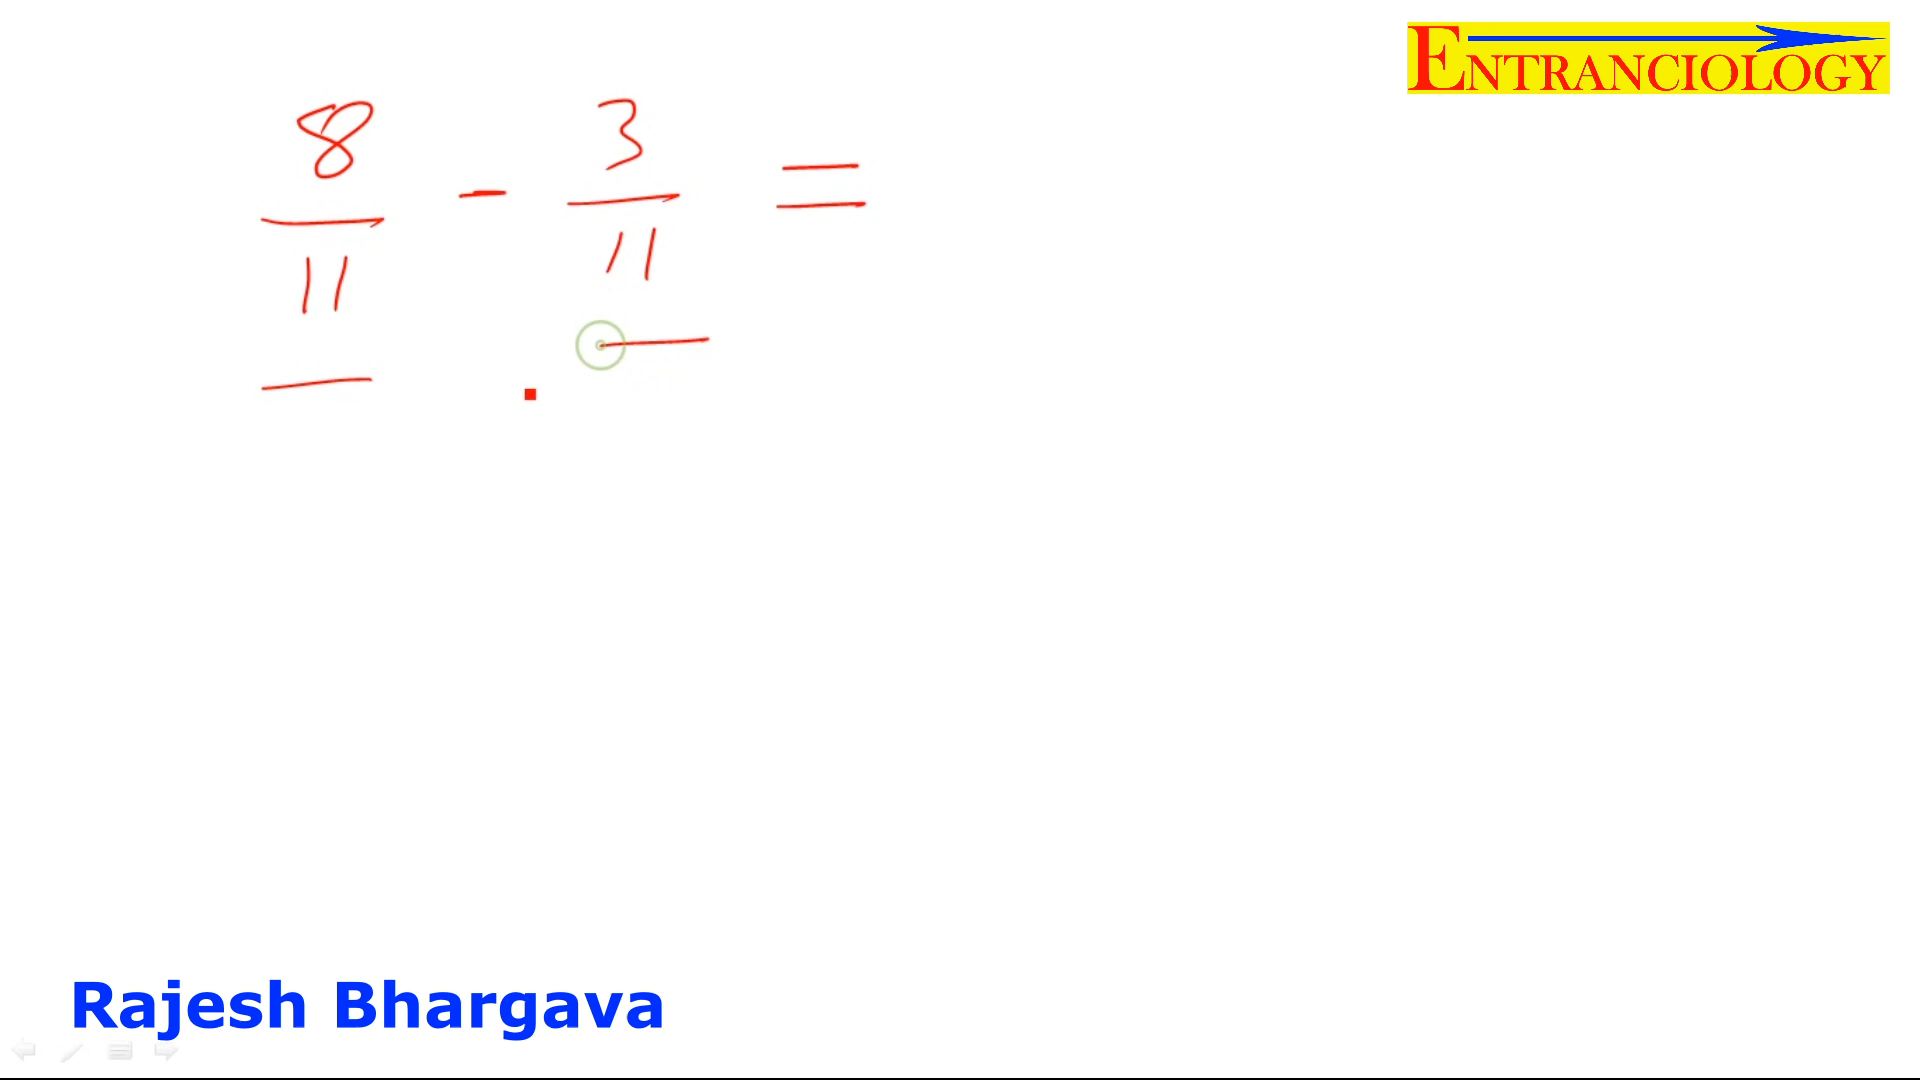 ENTRANCIOLOGY
8/11 - 3/11 =
Rajesh Bhargava